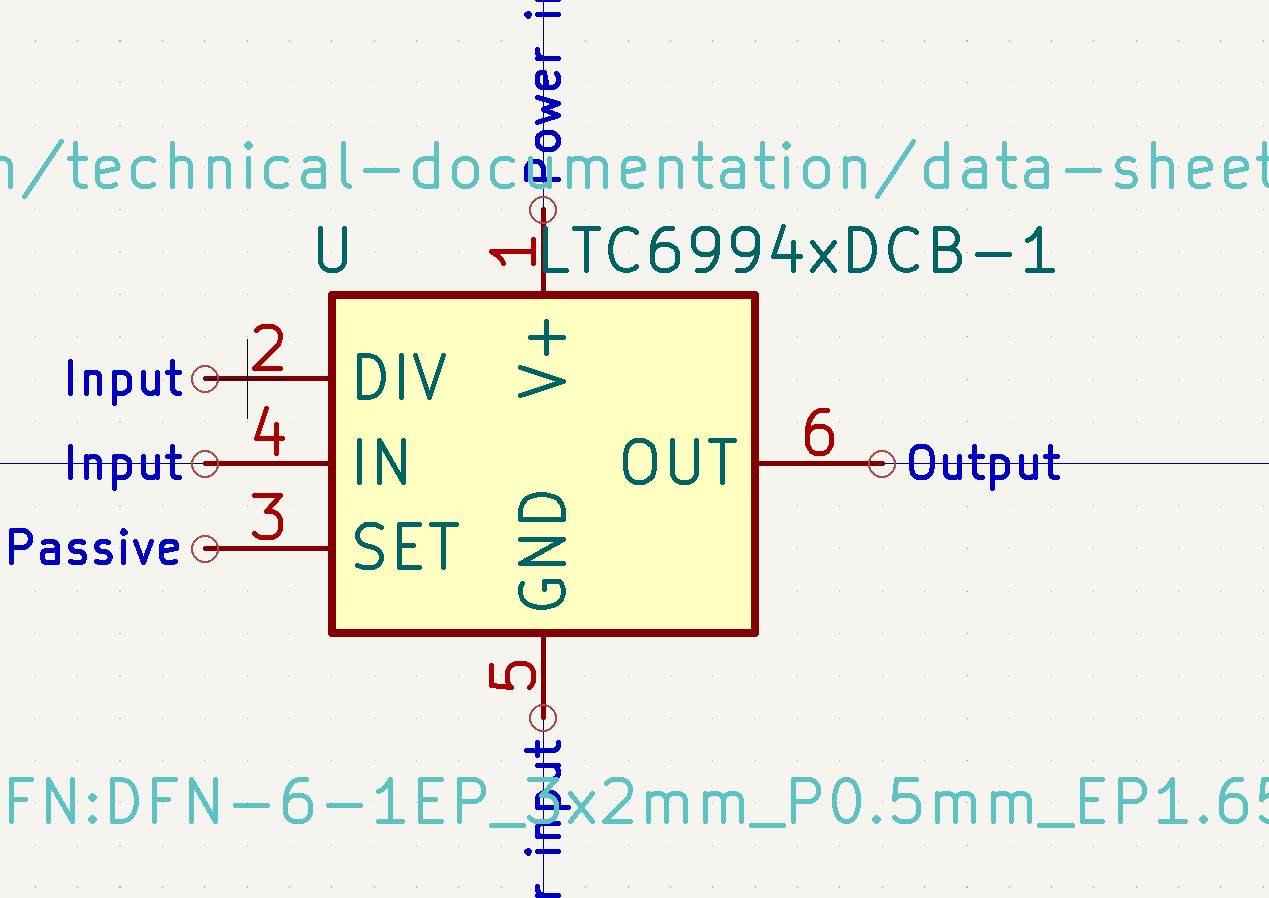 Power
n/technical-documentation/data-sheet
U
1
LTC6994xDCB-1
V+
Input
2
DIV
Input
4
IN
OUT
6
Output
Passive
3
SET
GND
5
FN:DFN-6-1EP_3x2mm_P0.5mm_EP1.65
r input